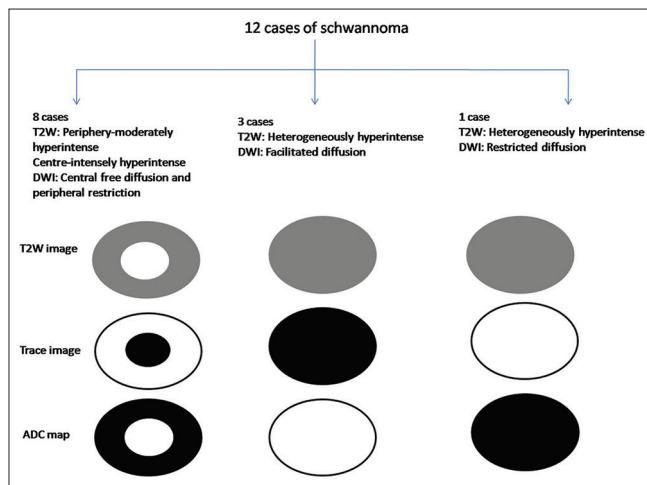 12 cases of schwannoma
8 cases
T2W: Periphery-moderately
hyperintense
Centre-intensely hyperintense
DWI: Central free diffusion and
peripheral restriction
3 cases
T2W: Heterogeneously hyperintense
DWI: Facilitated diffusion
1 case
T2W: Heterogeneously hyperintense
DWI: Restricted diffusion
T2W image
Trace image
ADC map